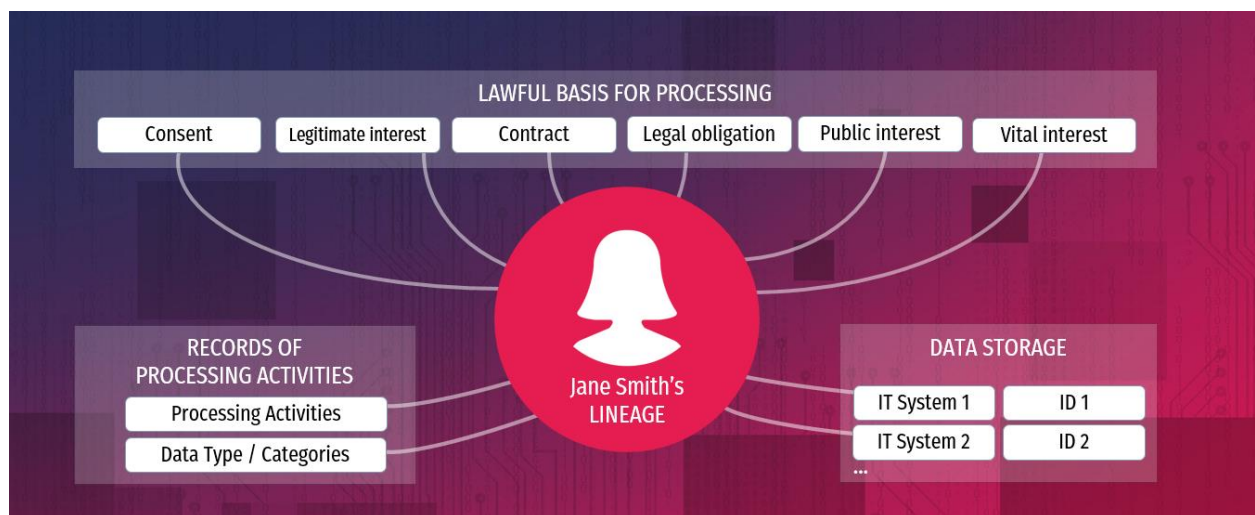 LAWFUL BASIS FOR PROCESSING
Consent
Legitimate interest
Contract
Legal obligation
Public interest
Vital interest
Jane Smith's
LINEAGE
RECORDS OF
PROCESSING ACTIVITIES
Processing Activities
Data Type / Categories
DATA STORAGE
IT System 1
ID 1
IT System 2
ID 2
...